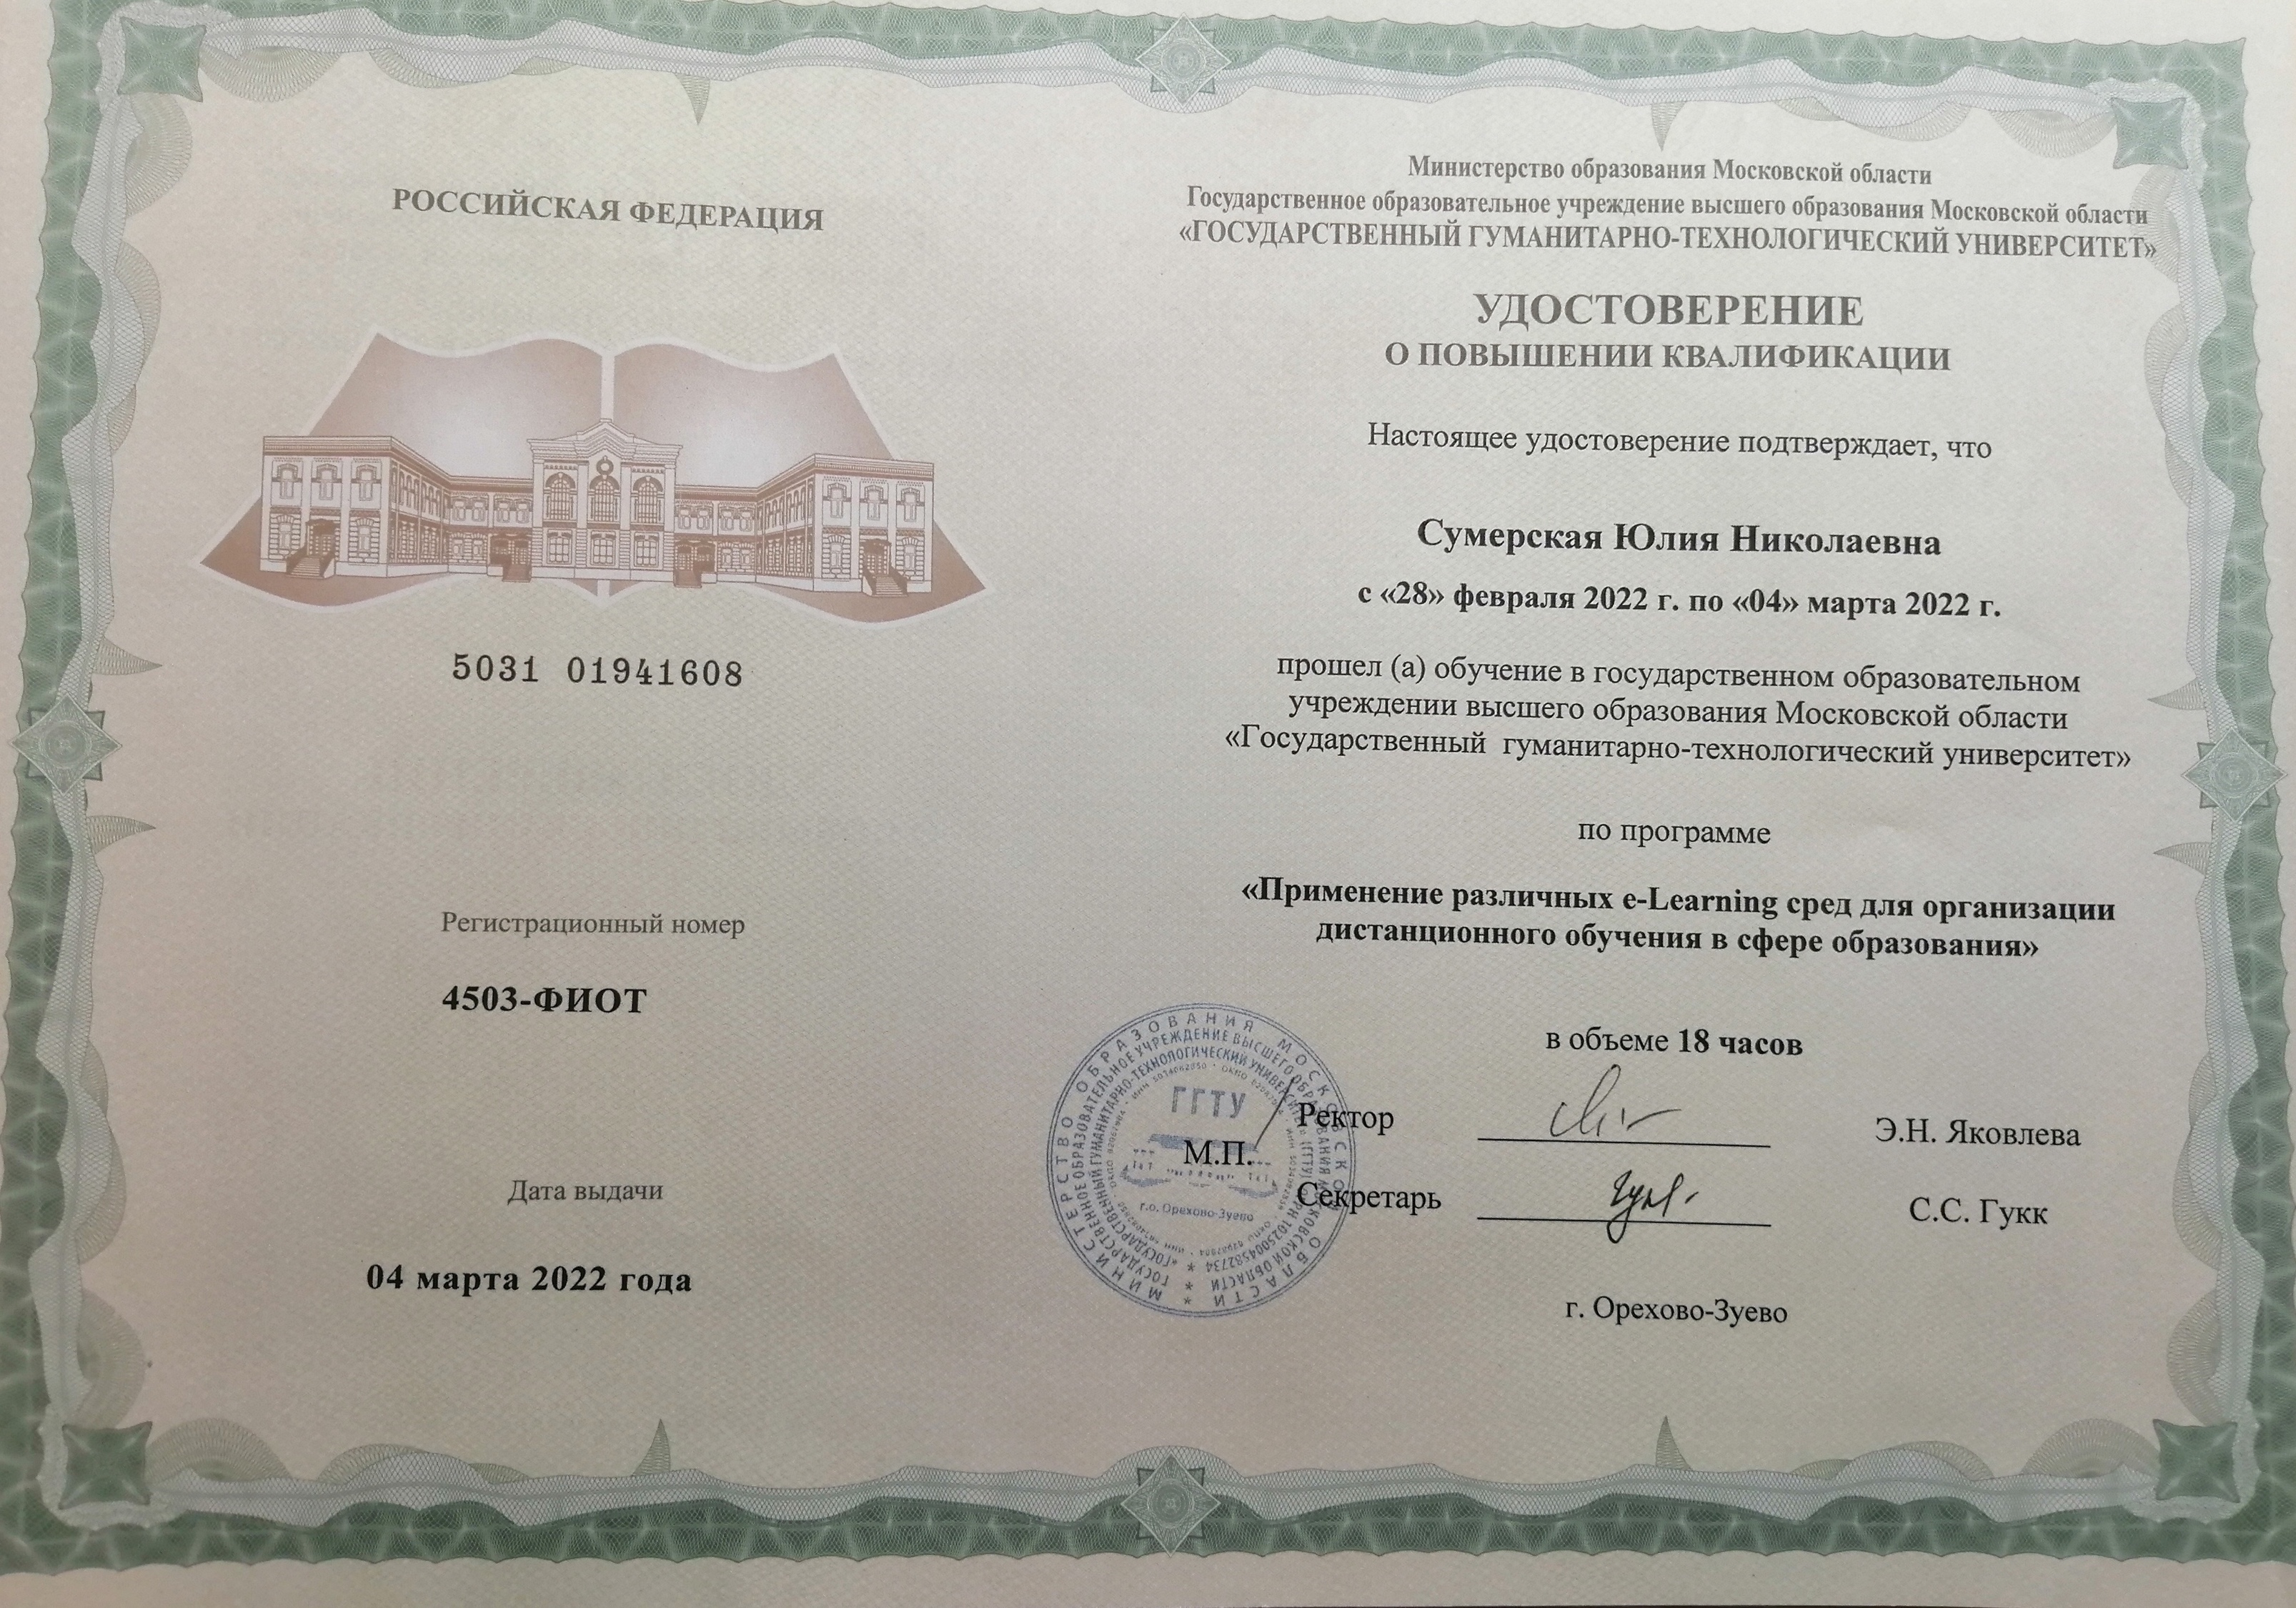 РОССИЙСКАЯ ФЕДЕРАЦИЯ
5031 01941608
Регистрационный номер
4503-ФИОТ
Дата выдачи
04 марта 2022 года
Министерство образования Московской области
Государственное образовательное учреждение высшего образования Московской области
«ГОСУДАРСТВЕННЫЙ ГУМАНИТАРНО-ТЕХНОЛОГИЧЕСКИЙ УНИВЕРСИТЕТ»
УДОСТОВЕРЕНИЕ
О ПОВЫШЕНИИ КВАЛИФИКАЦИИ
Настоящее удостоверение подтверждает, что
Сумерская Юлия Николаевна
с «28» февраля 2022 г. по «04» марта 2022 г.
прошел (а) обучение в государственном образовательном
учреждении высшего образования Московской области
«Государственный гуманитарно-технологический университет»
по программе
«Применение различных e-Learning сред для организации
дистанционного обучения в сфере образования»
в объеме 18 часов
Ректор Э.Н. Яковлева
М.П.
Секретарь С.С. Гукк
г. Орехово-Зуево
МИНИСТЕРСТВО ОБРАЗОВАНИЯ МОСКОВСКОЙ ОБЛАСТИ
ГОСУДАРСТВЕННОЕ ОБРАЗОВАТЕЛЬНОЕ УЧРЕЖДЕНИЕ ВЫСШЕГО ОБРАЗОВАНИЯ МОСКОВСКОЙ ОБЛАСТИ
«ГОСУДАРСТВЕННЫЙ ГУМАНИТАРНО-ТЕХНОЛОГИЧЕСКИЙ УНИВЕРСИТЕТ»
ГГТУ
г.о. Орехово-Зуево